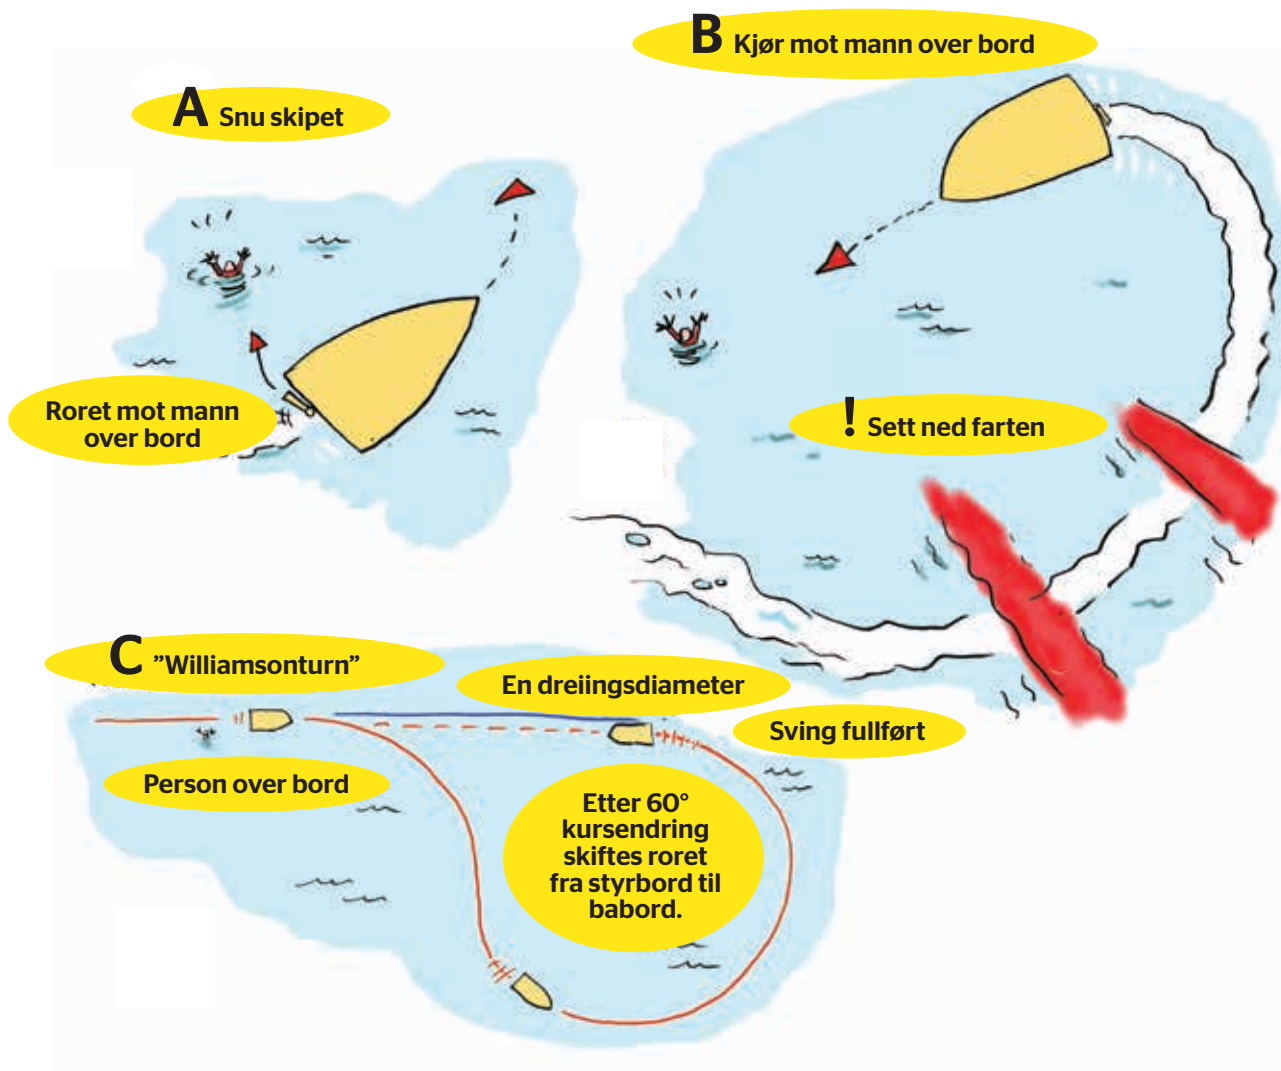 A Snu skipet
Roret mot mann
over bord
B Kjør mot mann over bord
! Sett ned farten
C ”Williamsonturn”
En dreiingsdiameter
Sving fullført
Person over bord
Etter 60°
kursendring
skiftes roret
fra styrbord til
babord.